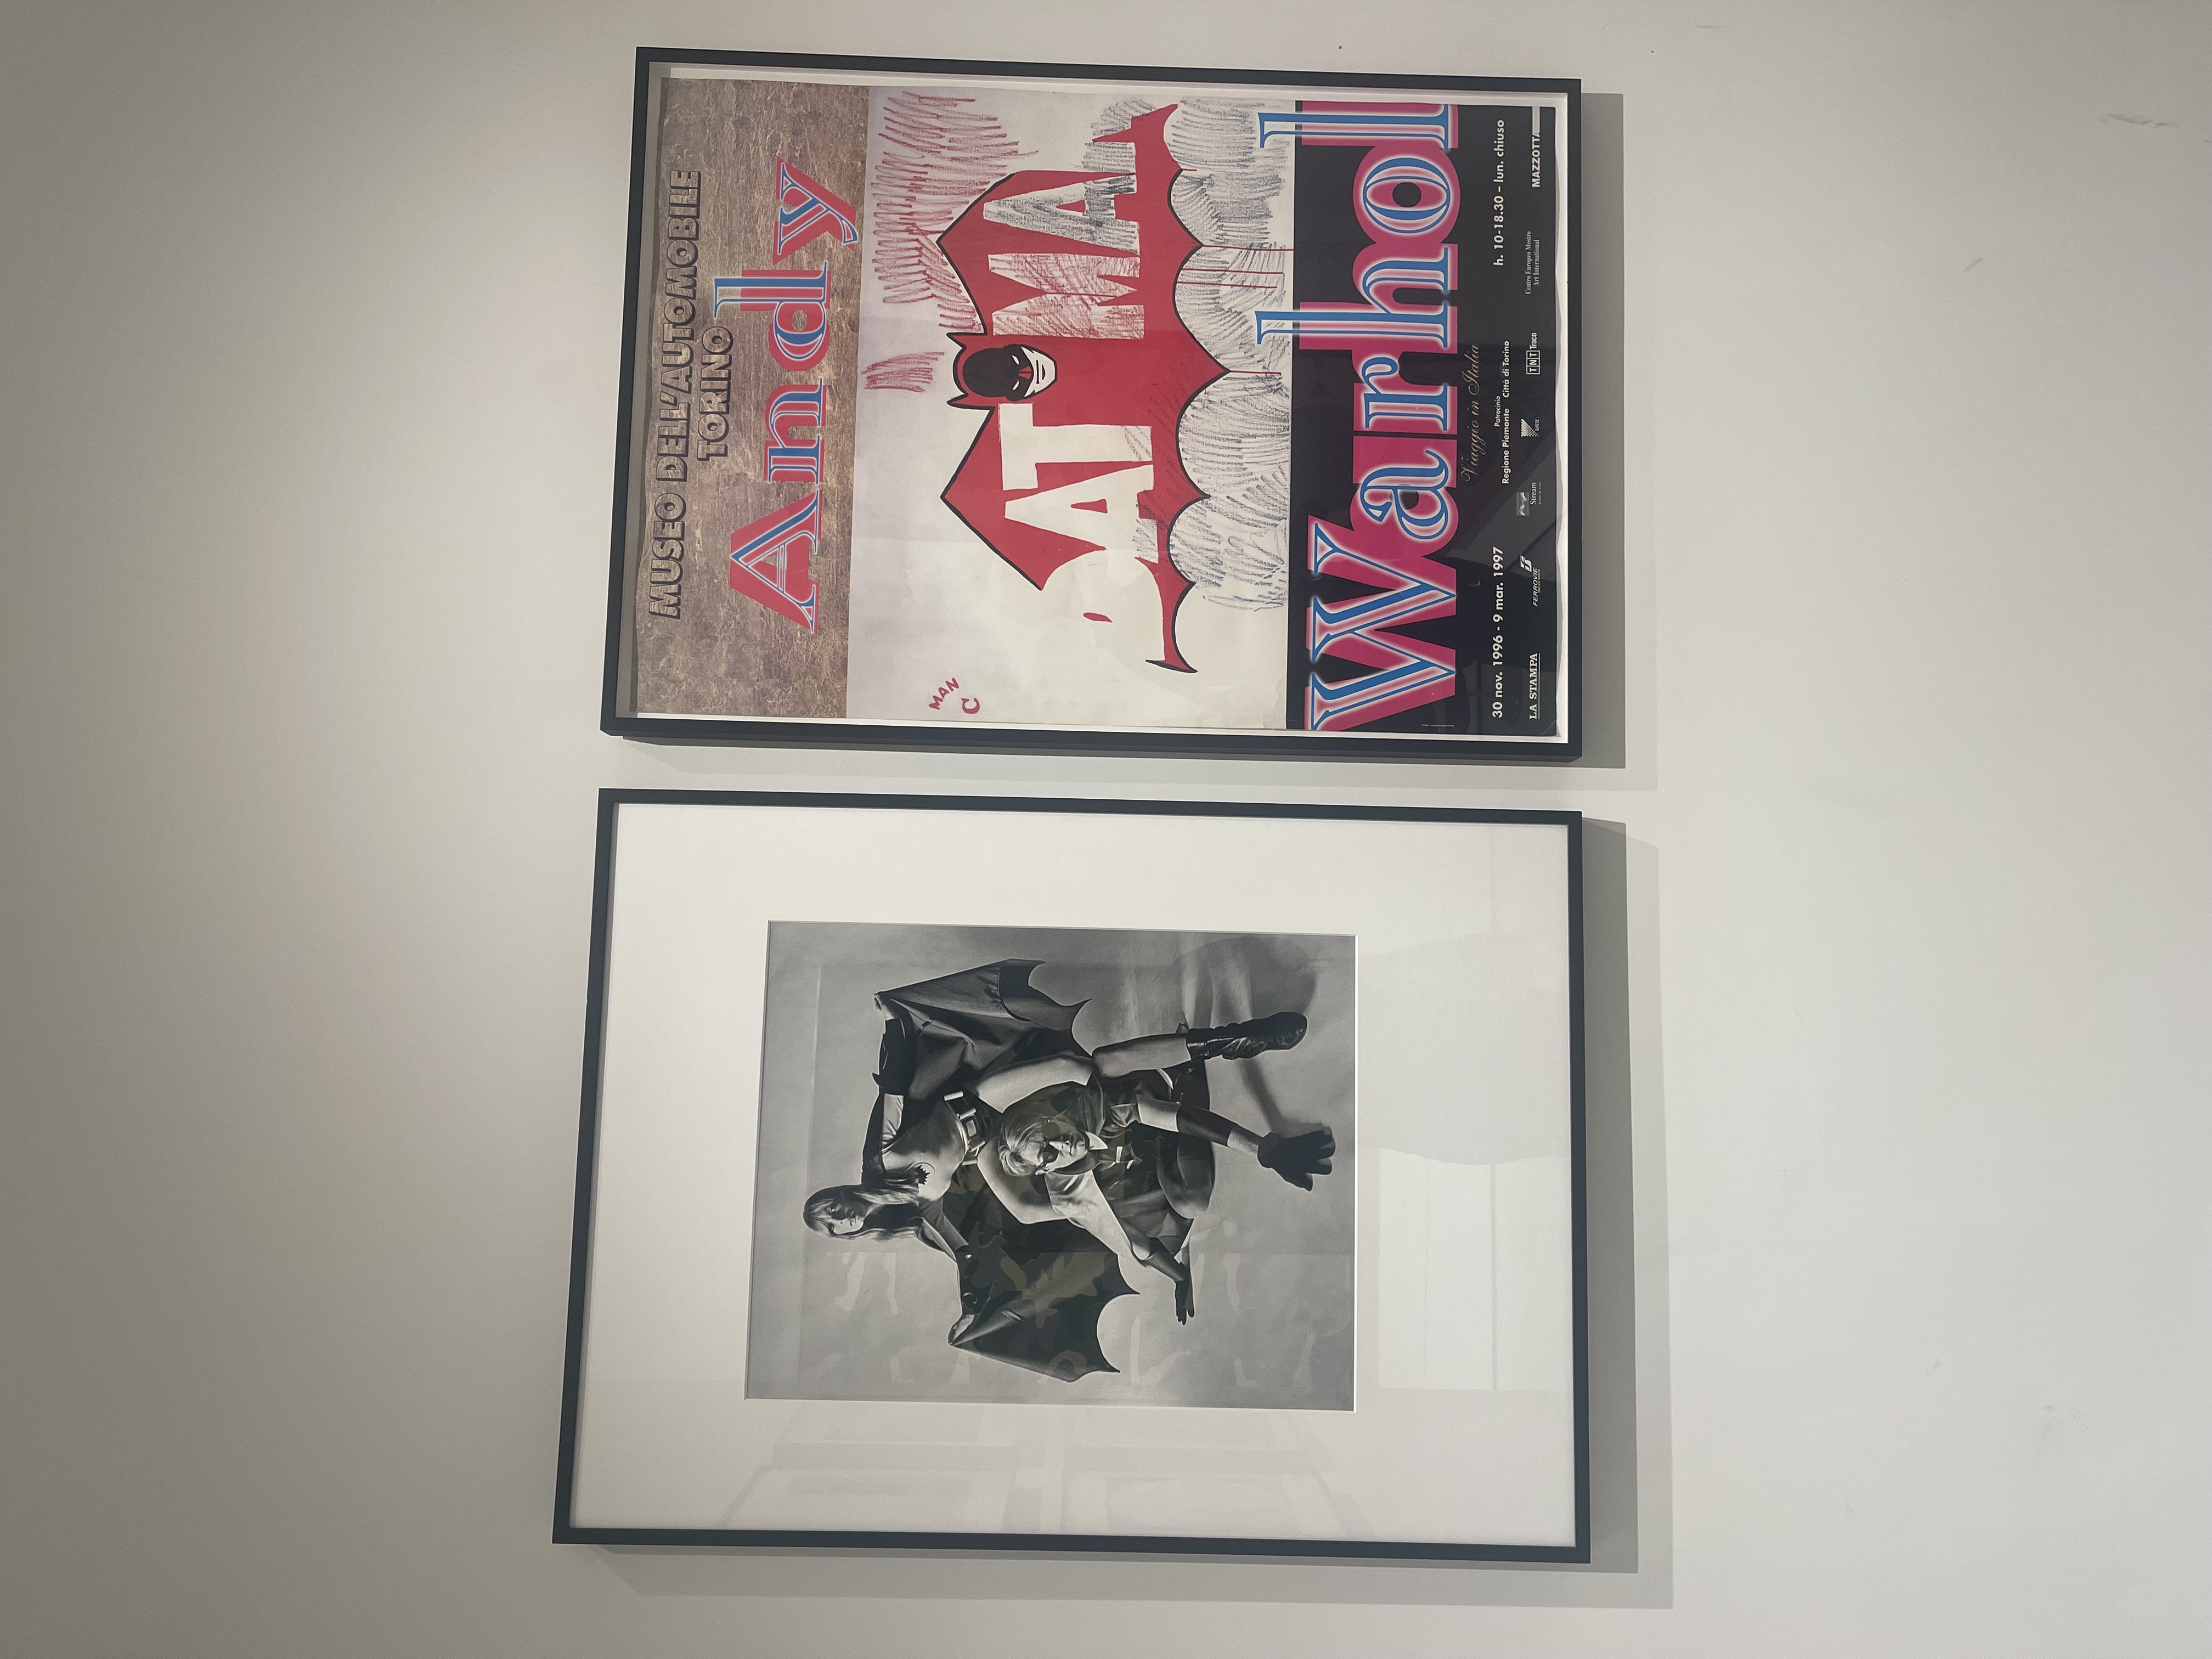 MUSEO DELL'AUTOMOBILE
TORINO
Andy
MAN
C
BATMAN
Warhol
Viaggio in Italia
30 nov. 1996 - 9 mar. 1997
Patrocinio
Regione Piemonte Città di Torino
h. 10-18.30 – lun. chiuso
LA STAMPA
FERROVIE
Stream
TNT Traco
Centro Europeo Mostre
Art International
MAZZOTTA